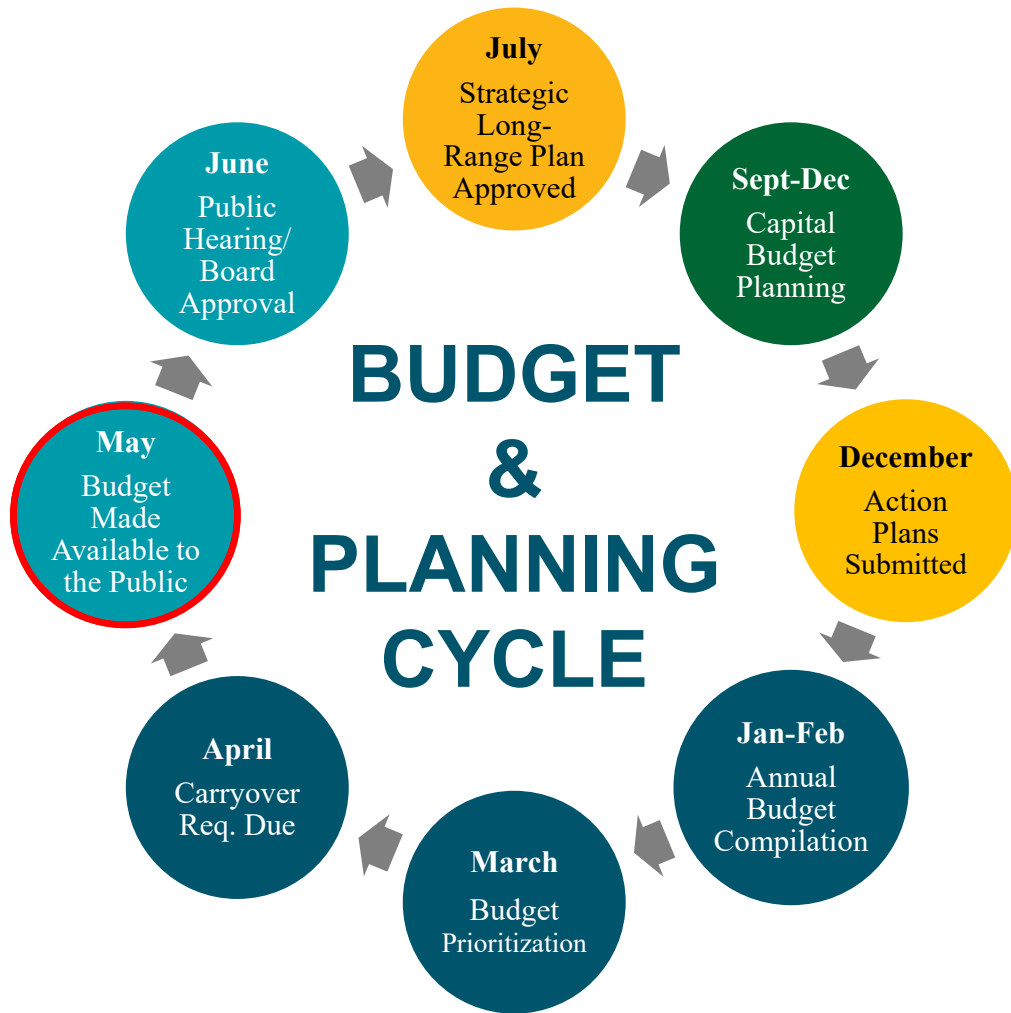 July
Strategic
Long-
Range Plan
Approved
Sept-Dec
Capital
Budget
Planning
December
Action
Plans
Submitted
Jan-Feb
Annual
Budget
Compilation
March
Budget
Prioritization
April
Carryover
Req. Due
May
Budget
Made
Available to
the Public
June
Public
Hearing/
Board
Approval
BUDGET
&
PLANNING
CYCLE